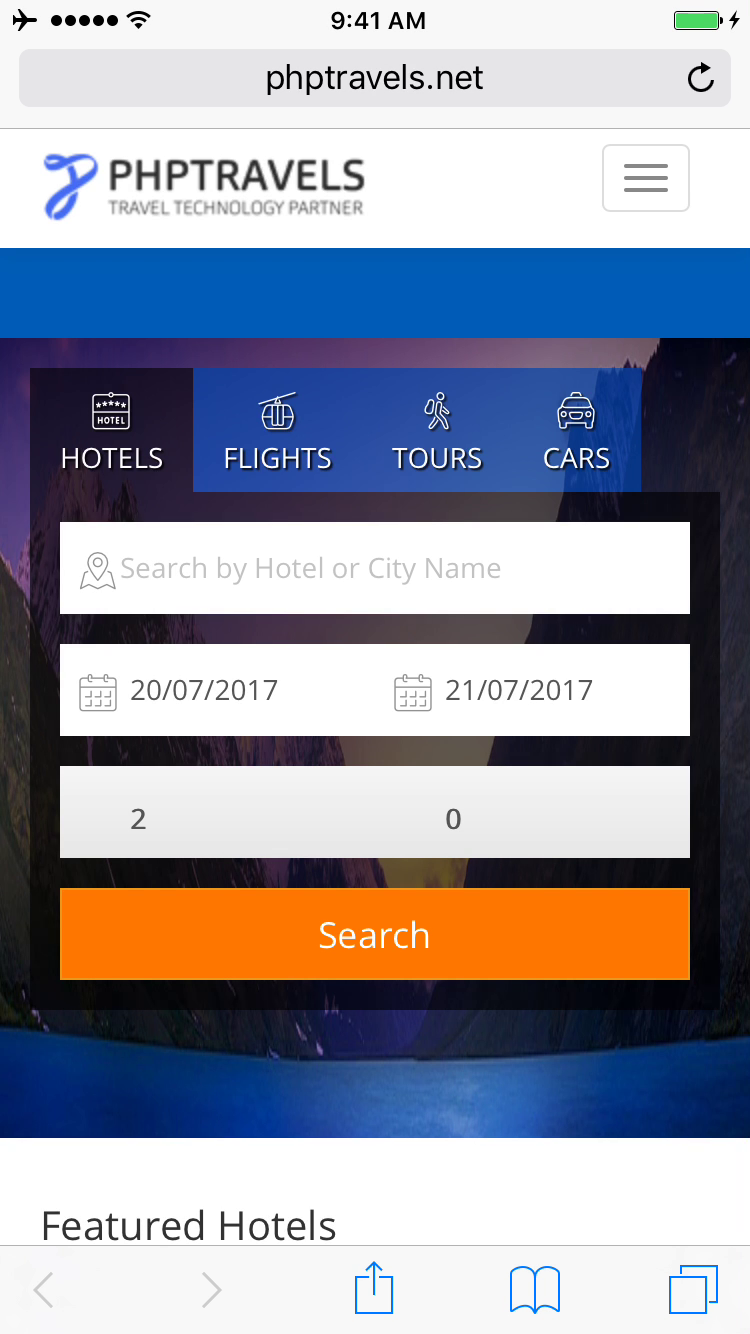 9:41 AM
phptravels.net
PHPTRAVELS
TRAVEL TECHNOLOGY PARTNER
HOTEL
HOTELS FLIGHTS TOURS CARS
Search by Hotel or City Name
20/07/2017 21/07/2017
2 0
Search
Featured Hotels